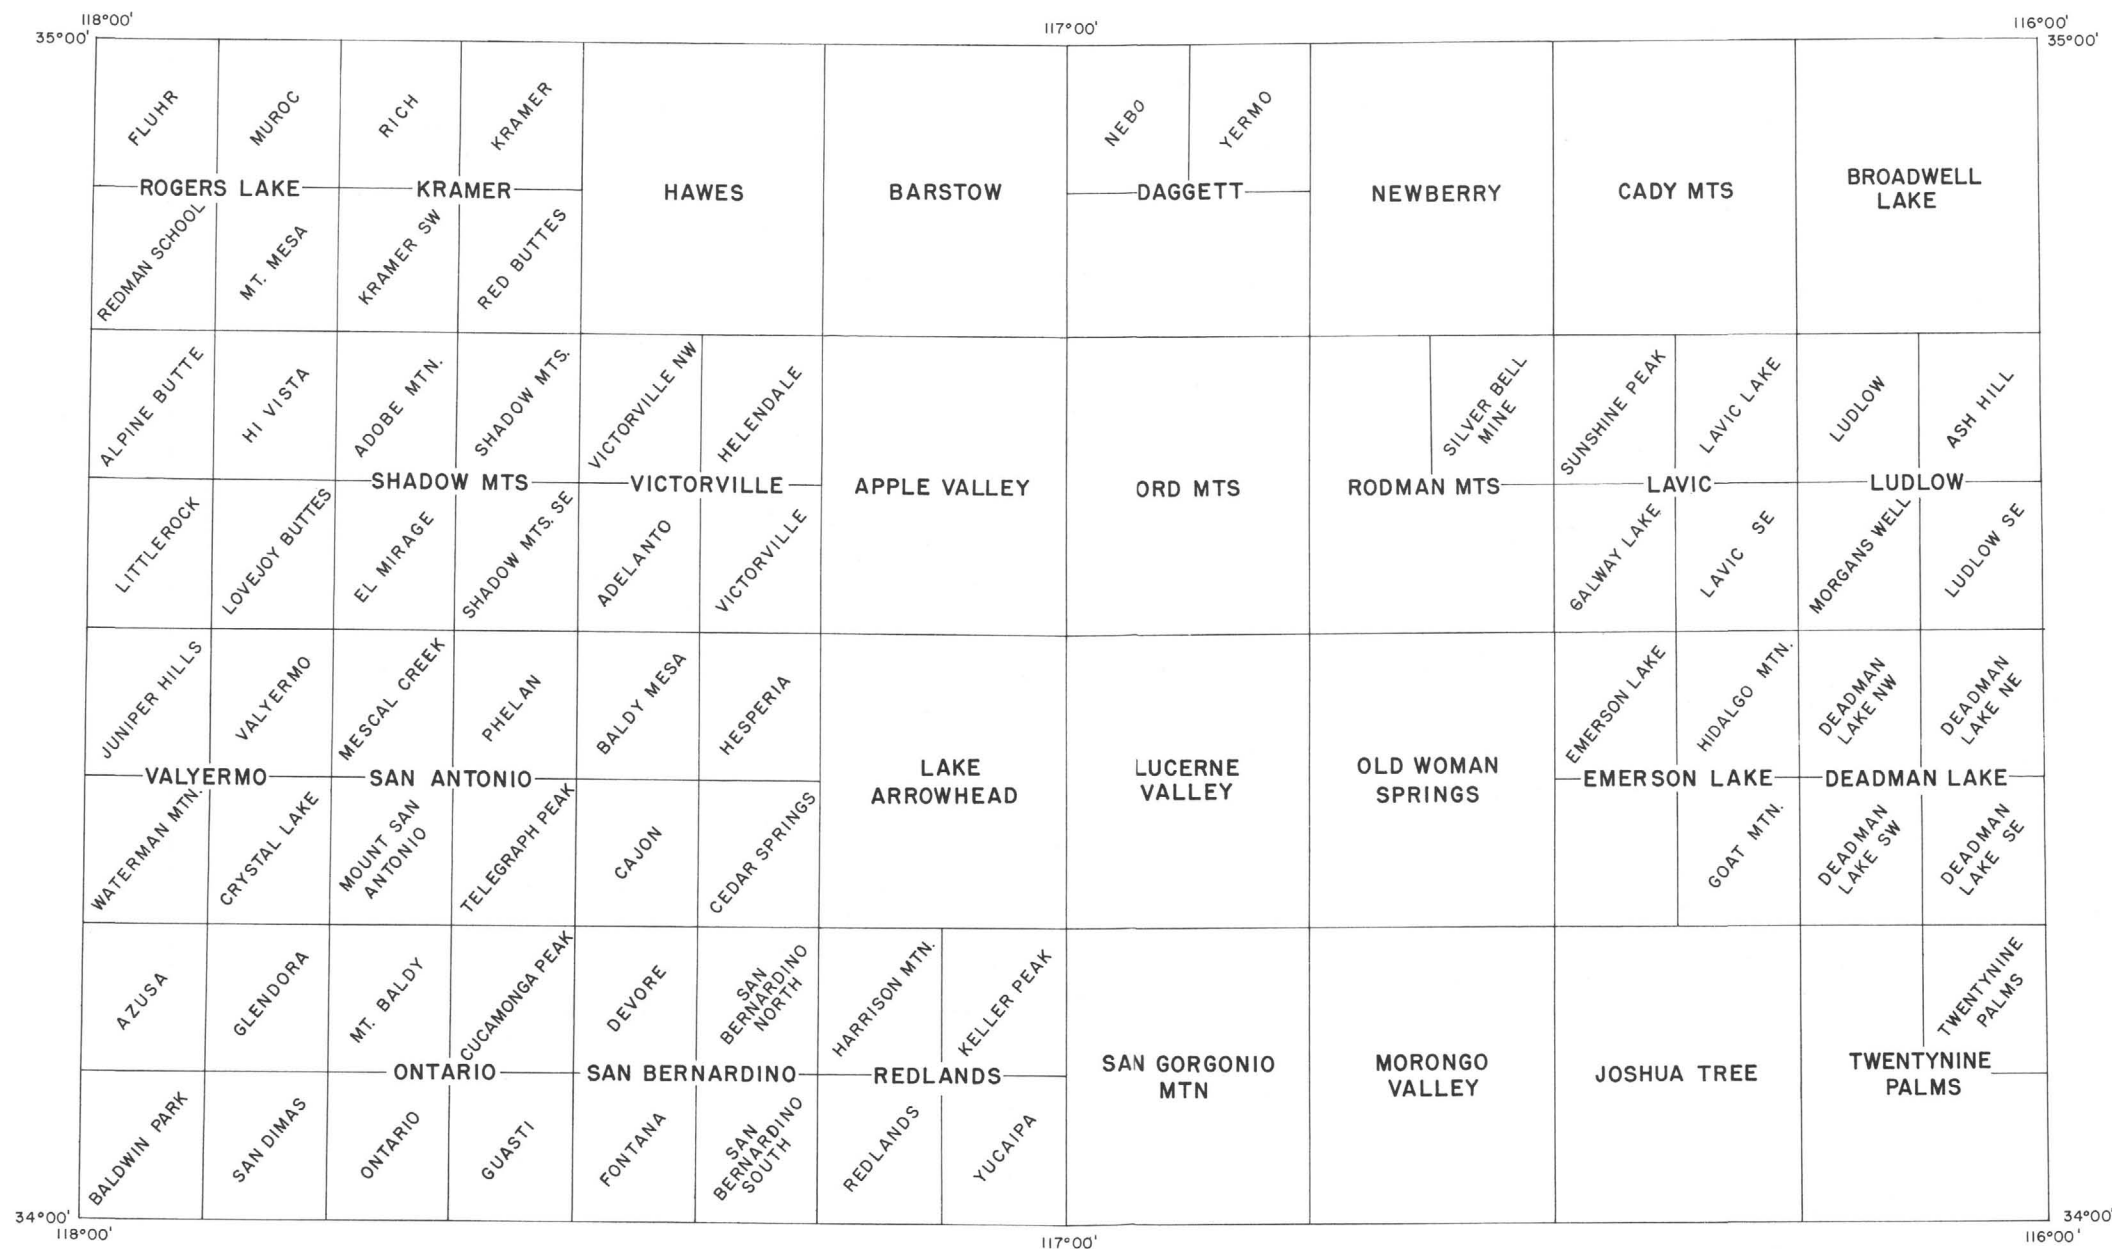 118°00'
117°00'
116°00'
35°00'
35°00'
FLUHR
MUROC
RICH
KRAMER
NEBO
YERMO
ROGERS LAKE
KRAMER
HAWES
BARSTOW
DAGGETT
NEWBERRY
CADY MTS
BROADWELL
LAKE
REDMAN SCHOOL
MT. MESA
KRAMER SW
RED BUTTES
ALPINE BUTTE
HI VISTA
ADOBE MTN.
SHADOW MTS.
VICTORVILLE NW
HELENDALE
SILVER BELL
MINE
SUNSHINE PEAK
LAVIC LAKE
LUDLOW
ASH HILL
SHADOW MTS
VICTORVILLE
APPLE VALLEY
ORD MTS
RODMAN MTS
LAVIC
LUDLOW
LITTLEROCK
LOVEJOY BUTTES
EL MIRAGE
SHADOW MTS. SE
ADELANTO
VICTORVILLE
GALWAY LAKE
LAVIC SE
MORGANS WELL
LUDLOW SE
JUNIPER HILLS
VALYERMO
MESCAL CREEK
PHELAN
BALDY MESA
HESPERIA
EMERSON LAKE
HIDALGO MTN.
DEADMAN
LAKE NW
DEADMAN
LAKE NE
VALYERMO
SAN ANTONIO
LAKE
ARROWHEAD
LUCERNE
VALLEY
OLD WOMAN
SPRINGS
EMERSON LAKE
DEADMAN LAKE
WATERMAN MTN.
CRYSTAL LAKE
MOUNT SAN
ANTONIO
TELEGRAPH PEAK
CAJON
CEDAR SPRINGS
GOAT MTN.
DEADMAN
LAKE SW
DEADMAN
LAKE SE
AZUSA
GLENDORA
MT. BALDY
CUCAMONGA PEAK
DEVORE
SAN
BERNARDINO
NORTH
HARRISON MTN.
KELLER PEAK
TWENTYNINE
PALMS
ONTARIO
SAN BERNARDINO
REDLANDS
SAN GORGONIO
MTN
MORONGO
VALLEY
JOSHUA TREE
TWENTYNINE
PALMS
BALDWIN PARK
SAN DIMAS
ONTARIO
GUASTI
FONTANA
SAN
BERNARDINO
SOUTH
REDLANDS
YUCAIPA
34°00'
34°00'
118°00'
117°00'
116°00'